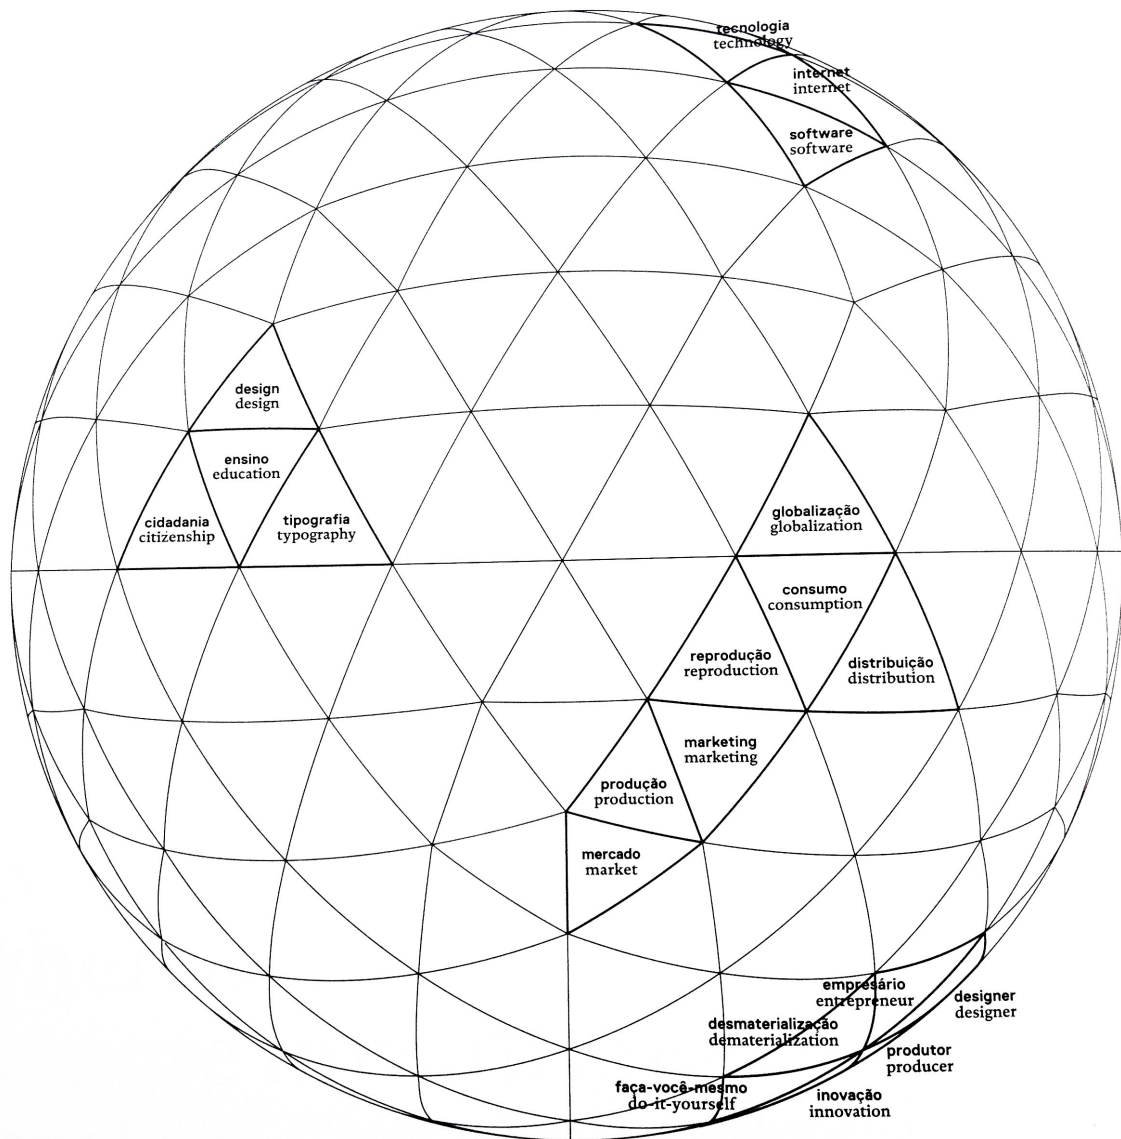 tecnologia
technology
internet
internet
software
software
design
design
ensino
education
cidadania
citizenship
tipografia
typography
globalização
globalization
consumo
consumption
reprodução
reproduction
distribuição
distribution
marketing
marketing
produção
production
mercado
market
empresário
entrepreneur
designer
designer
desmaterialização
dematerialization
produtor
producer
faça-você-mesmo
do-it-yourself
inovação
innovation